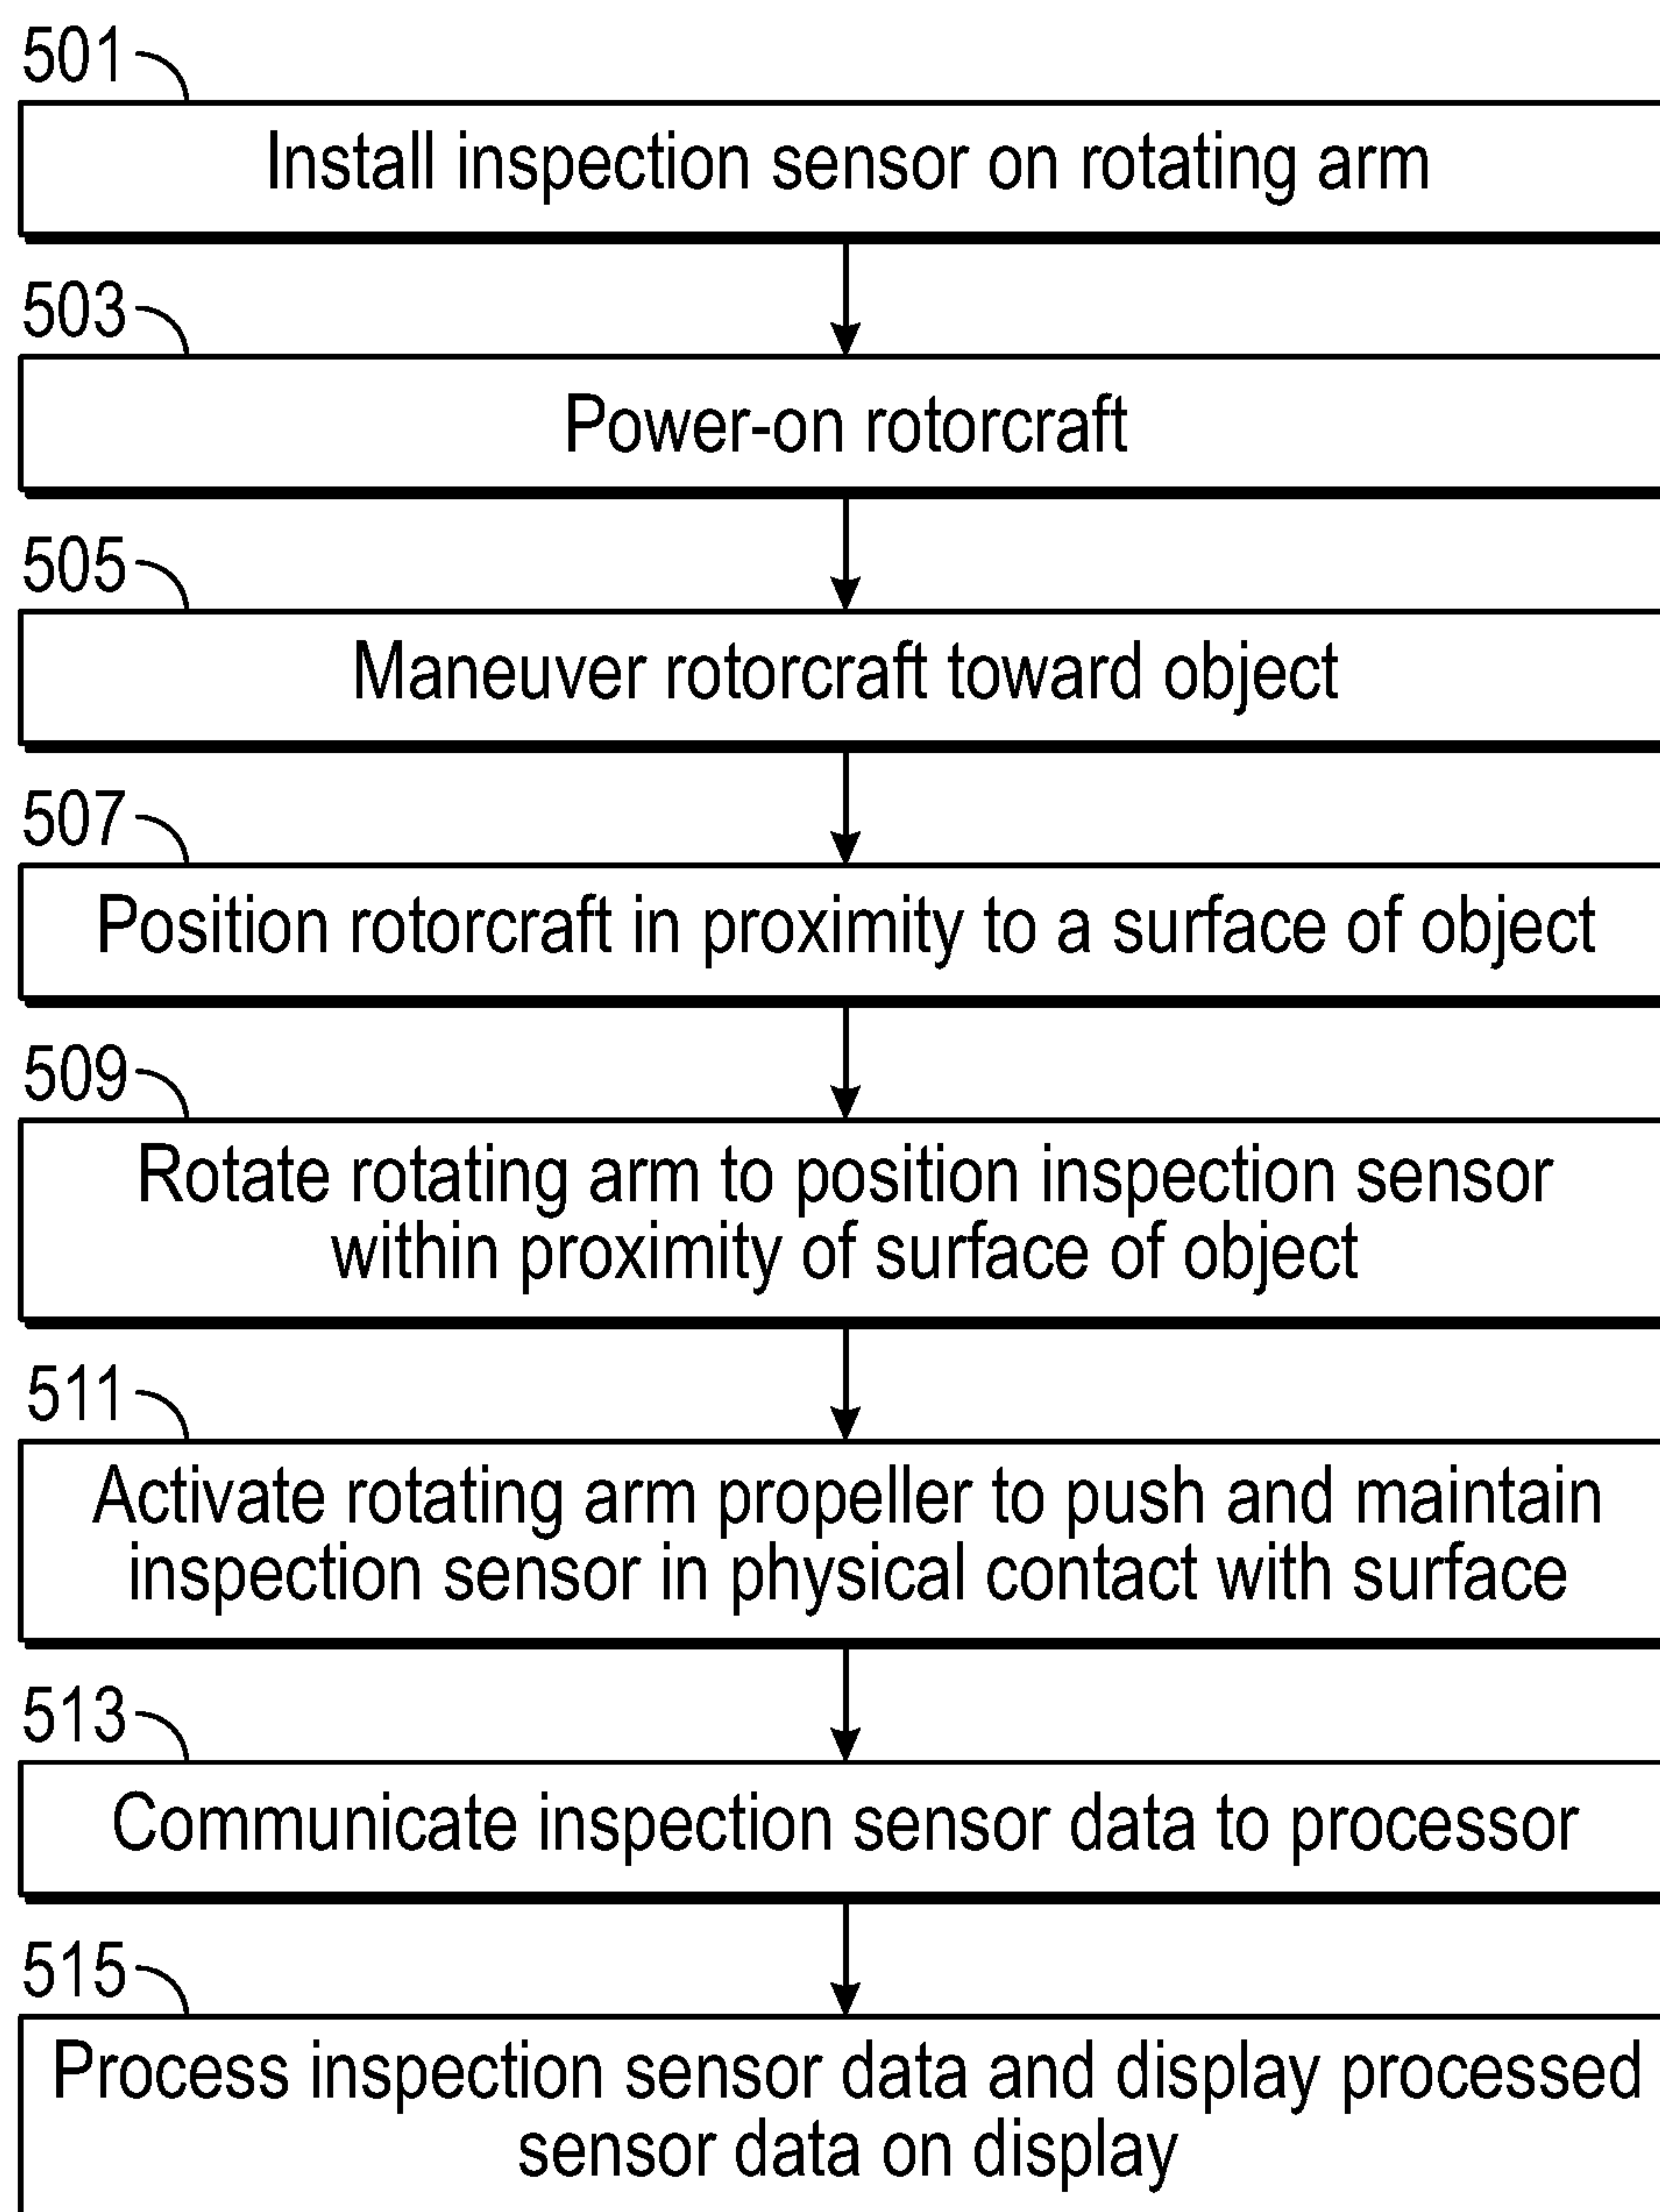 501
Install inspection sensor on rotating arm
503
Power-on rotorcraft
505
Maneuver rotorcraft toward object
507
Position rotorcraft in proximity to a surface of object
509
Rotate rotating arm to position inspection sensor
within proximity of surface of object
511
Activate rotating arm propeller to push and maintain
inspection sensor in physical contact with surface
513
Communicate inspection sensor data to processor
515
Process inspection sensor data and display processed
sensor data on display